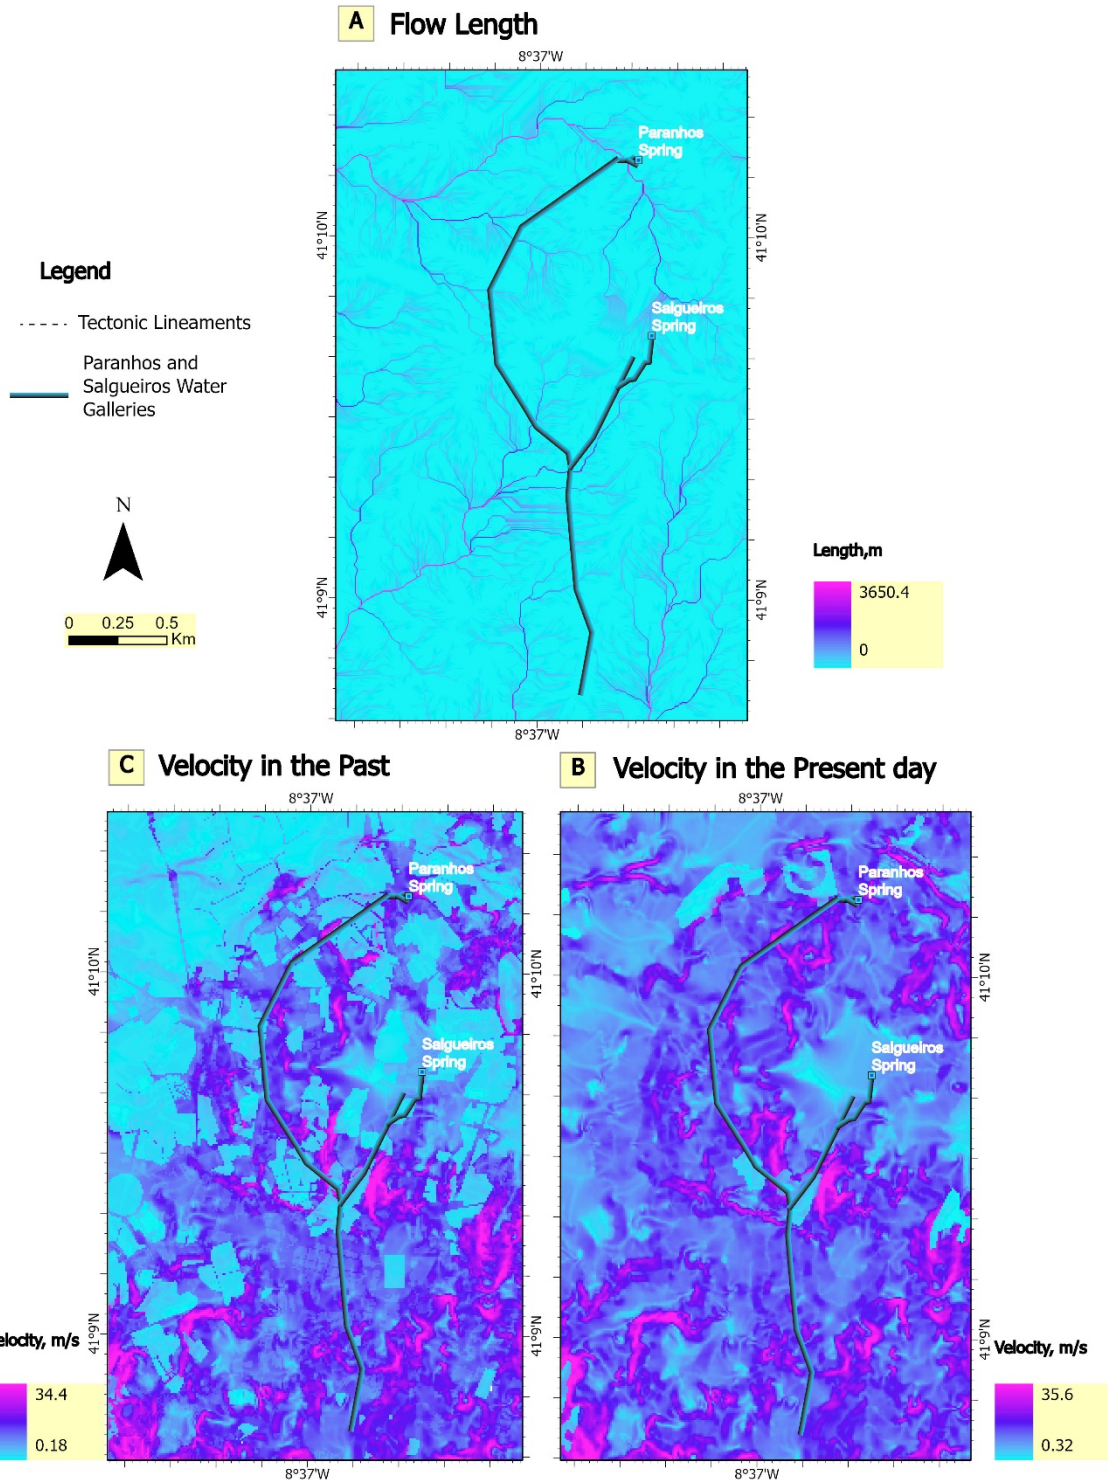 A Flow Length
8°37'W
Paranhos
Spring
41°10'N
41°10'N
Legend
Salgueiros
Spring
Tectonic Lineaments
Paranhos and
Salgueiros Water
Galleries
N
Length,m
3650.4
0
41°9'N
41°9'N
0 0.25 0.5
Km
8°37'W
C Velocity in the Past
8°37'W
Paranhos
Spring
41°10'N
41°10'N
Salgueiros
Spring
41°9'N
41°9'N
elocity, m/s
34.4
0.18
8°37'W
B Velocity in the Present day
8°37'W
Paranhos
Spring
41°10'N
Salgueiros
Spring
41°9'N
Velocity, m/s
35.6
0.32
8°37'W